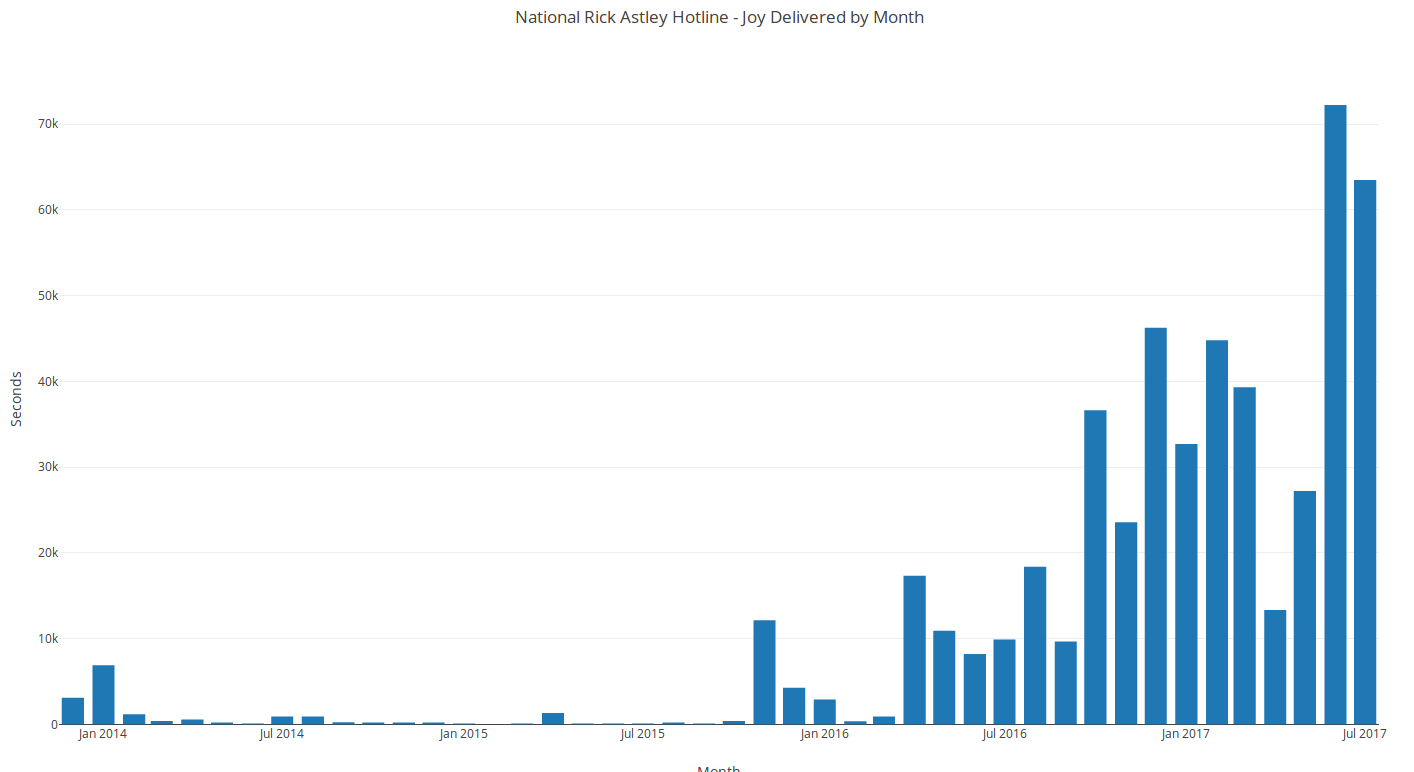 National Rick Astley Hotline - Joy Delivered by Month
70k
60k
50k
40k
30k
20k
10k
0
Seconds
Jan 2014 Jul 2014 Jan 2015 Jul 2015 Jan 2016 Jul 2016 Jan 2017 Jul 2017
Month